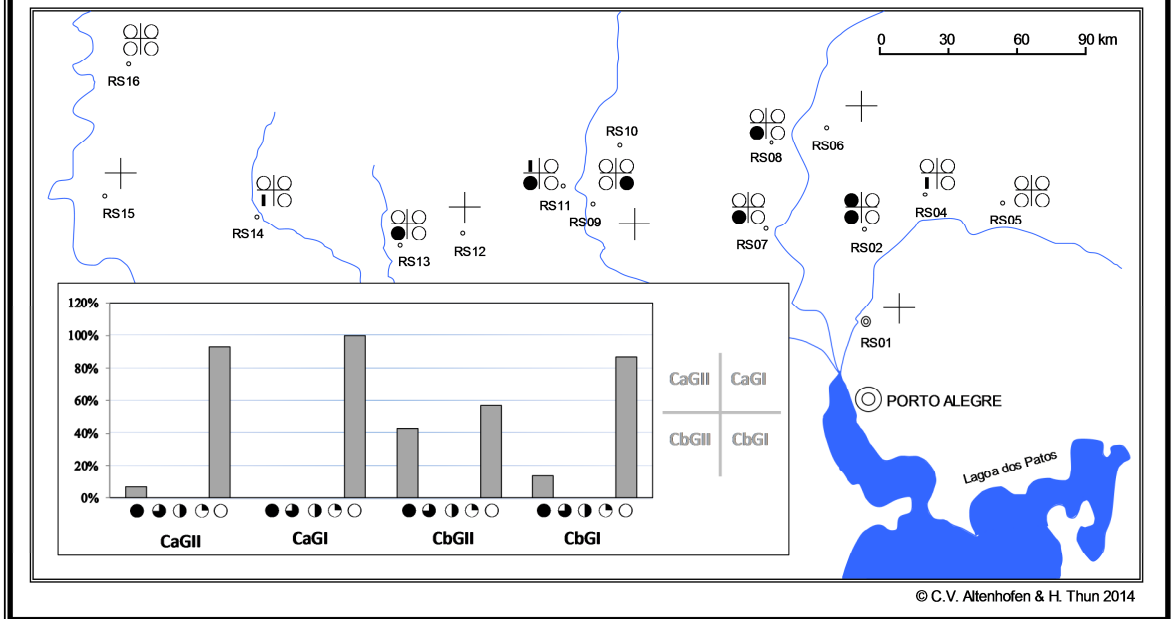 0 30 60 90 km
RS16
RS10
RS08
RS06
RS15
RS14
RS13
RS12
RS11
RS09
RS07
RS02
RS04
RS05
RS01
120%
100%
80%
60%
40%
20%
0%
CaGII CaGI CbGII CbGI
CaGII CaGI
CbGII CbGI
PORTO ALEGRE
Lagoa dos Patos
© C.V. Altenhofen & H. Thun 2014